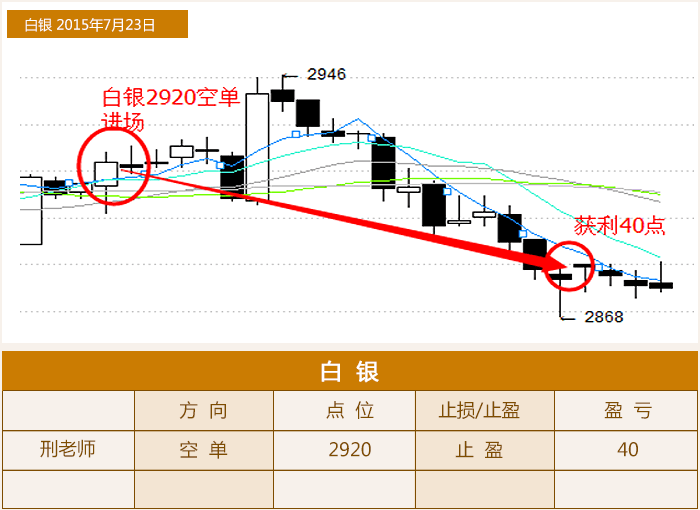 白银 2015年7月23日
← 2946
白银2920空单
进场
获利40点
← 2868
白 银
方 向 点 位 止损/止盈 盈 亏
刑老师 空 单 2920 止 盈 40